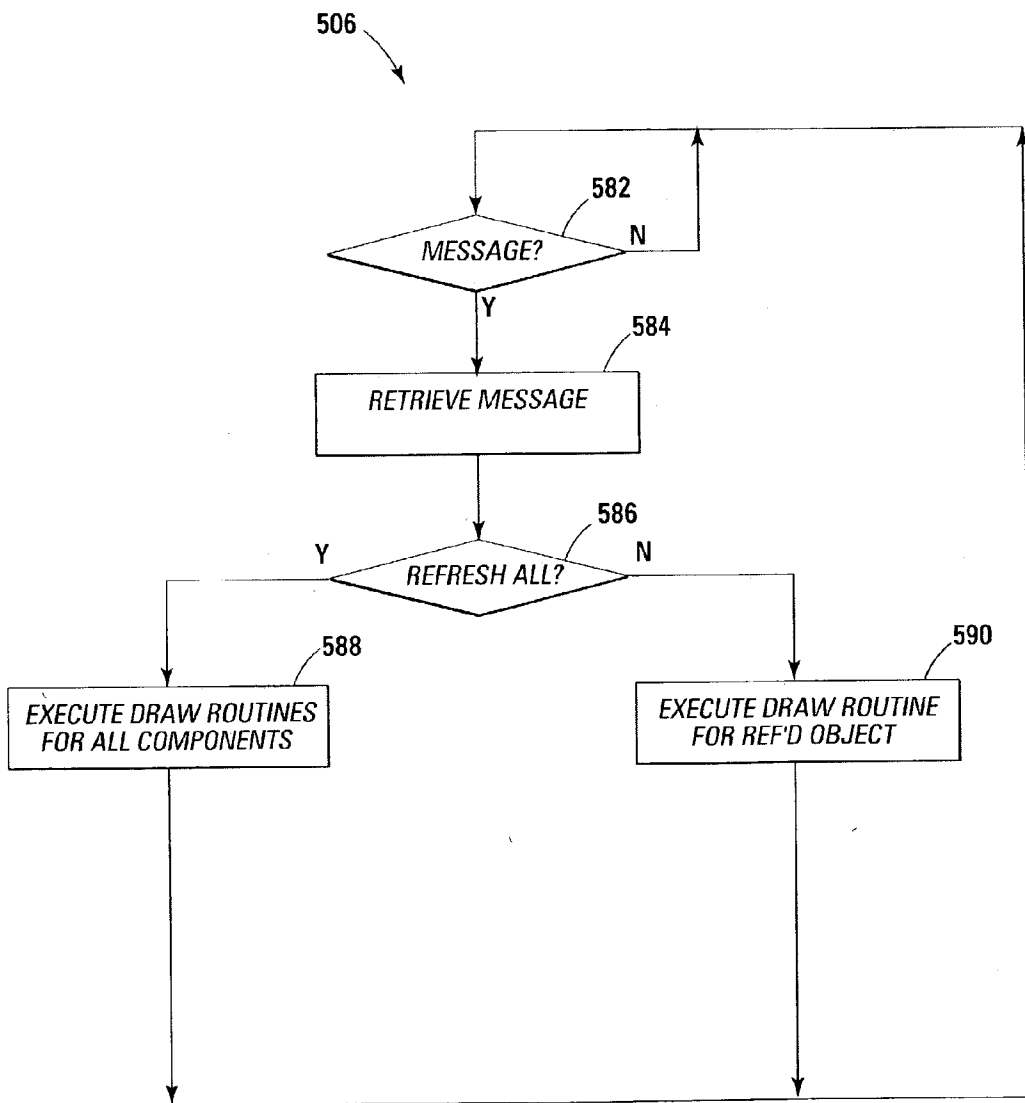 506
582
MESSAGE?
N
Y
584
RETRIEVE MESSAGE
586
Y
N
REFRESH ALL?
588
590
EXECUTE DRAW ROUTINES
FOR ALL COMPONENTS
EXECUTE DRAW ROUTINE
FOR REF'D OBJECT